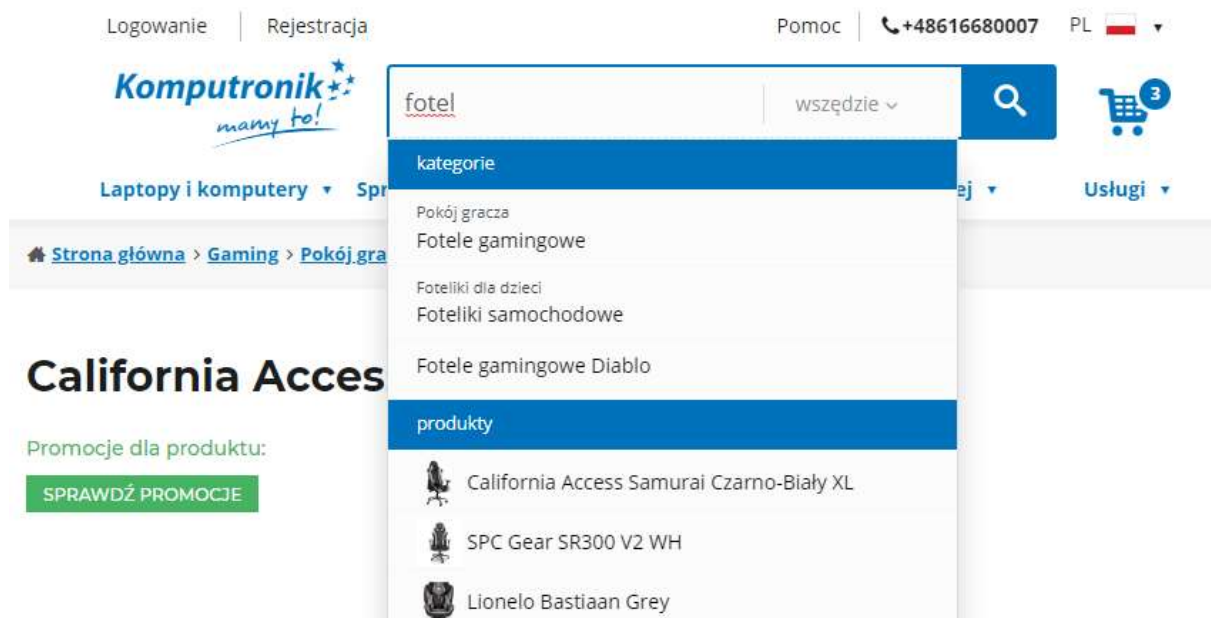 Logowanie Rejestracja Pomoc +48616680007 PL
Komputronik
mamy to!
fotel wszędzie
3
kategorie
Laptopy i komputery Spr ej Usługi
Pokój gracza
Fotele gamingowe
Strona główna > Gaming > Pokój gra
Foteliki dla dzieci
Foteliki samochodowe
Fotele gamingowe Diablo
California Acces
produkty
Promocje dla produktu:
SPRAWDŹ PROMOCJE
California Access Samurai Czarno-Biały XL
SPC Gear SR300 V2 WH
Lionelo Bastiaan Grey